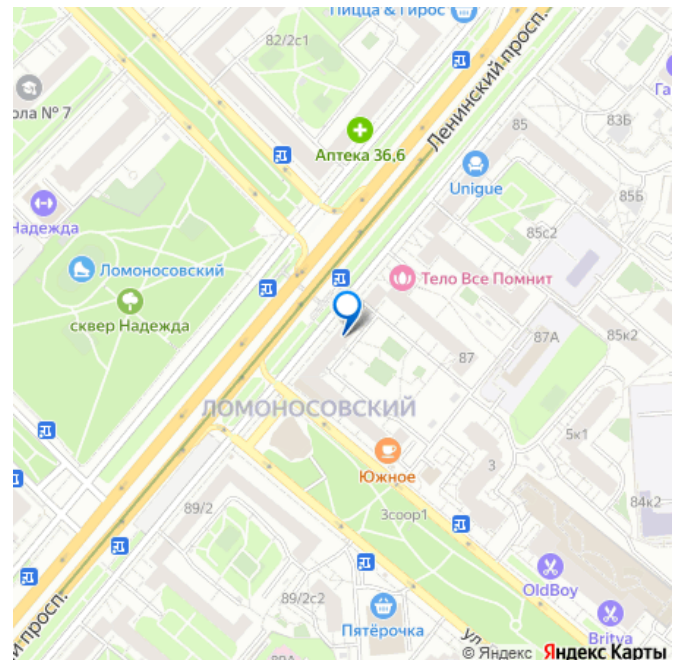 Пицца & Гирос
82/2с1
Ленинский просп.
ола № 7
Га
83Б
85
Аптека 36,6
Unigue
85Б
Надежда
85с2
Ломоносовский
Тело Все Помнит
сквер Надежда
87А
85к2
87
ЛОМОНОСОВСКИЙ
5к1
Южное
3
84к2
89/2
3соор1
OldBoy
89/2с2
Пятёрочка
Britva
й просп.
ул
89А
© Яндекс Яндекс Карты